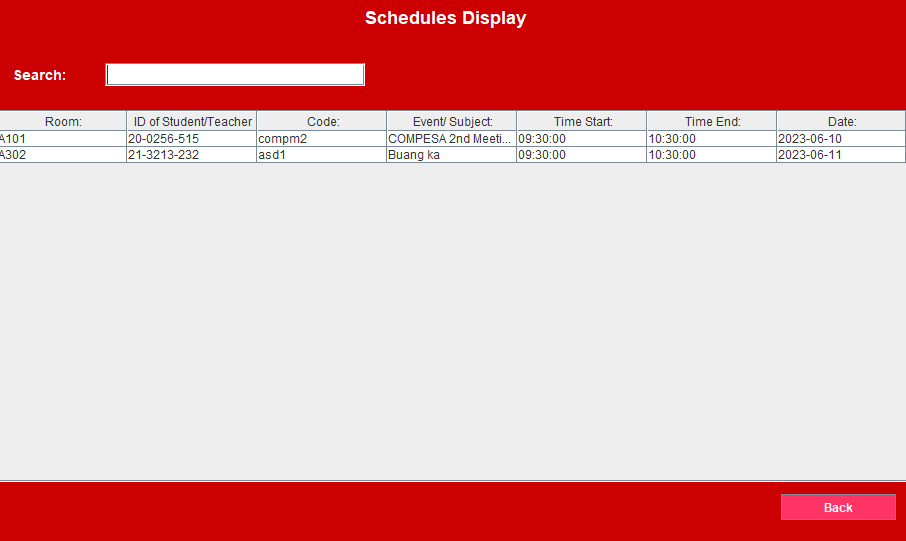 Schedules Display
Search:
Room: ID of Student/Teacher Code: Event/ Subject: Time Start: Time End: Date:
A101 20-0256-515 compm2 COMPESA 2nd Meeti... 09:30:00 10:30:00 2023-06-10
A302 21-3213-232 asd1 Buang ka 09:30:00 10:30:00 2023-06-11
Back